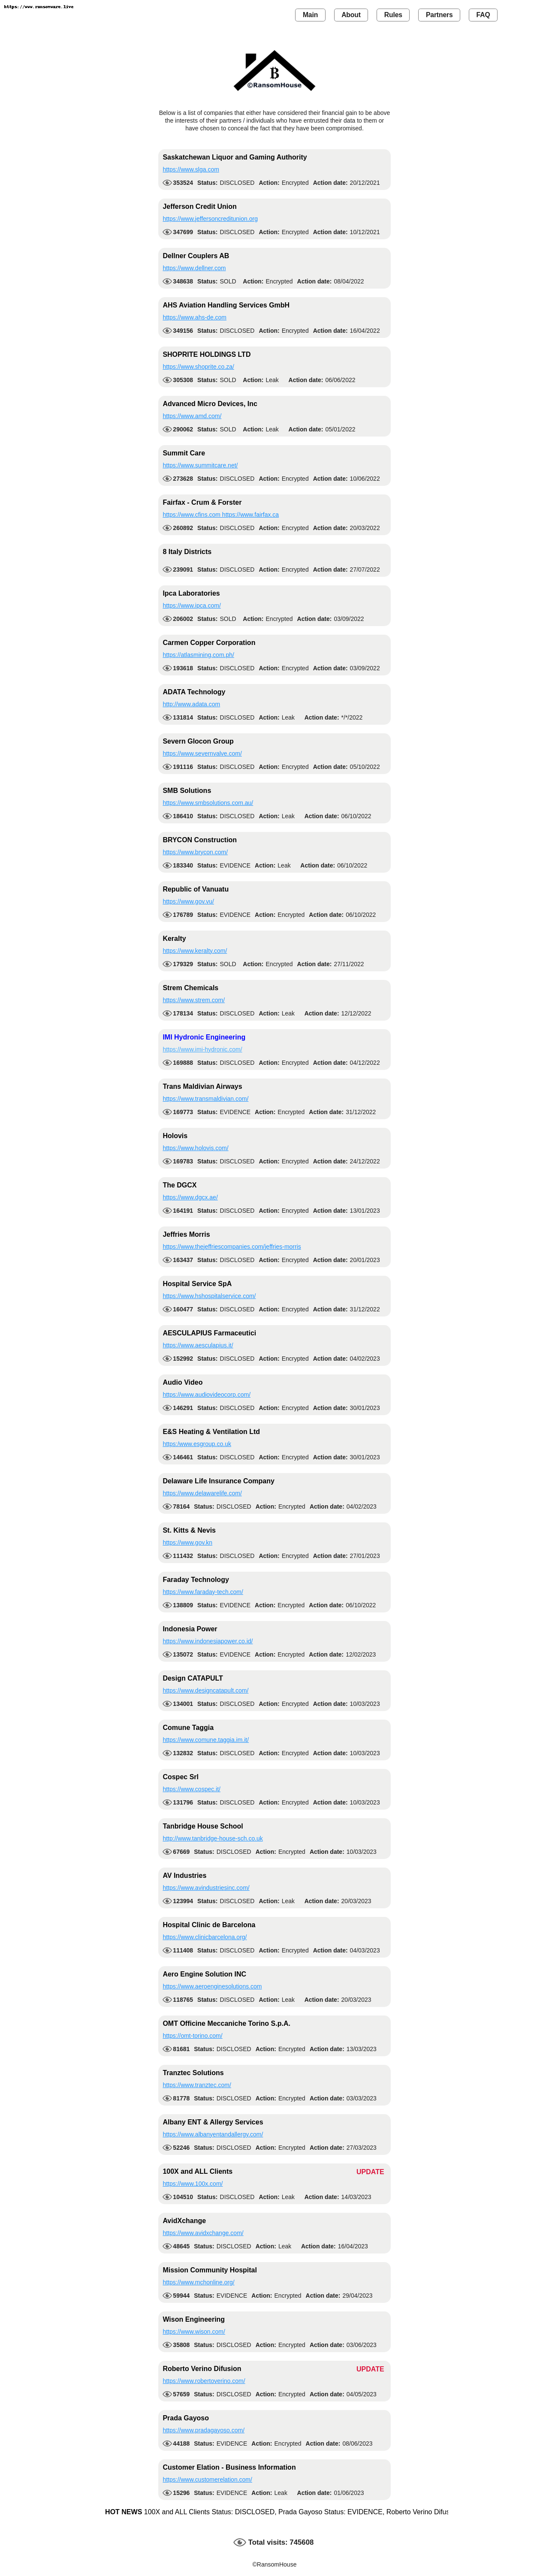 https://www.ransomware.live
Main About Rules Partners FAQ
B
©RansomHouse
Below is a list of companies that either have considered their financial gain to be above
the interests of their partners / individuals who have entrusted their data to them or
have chosen to conceal the fact that they have been compromised.
Saskatchewan Liquor and Gaming Authority
https://www.slga.com
353524 Status: DISCLOSED Action: Encrypted Action date: 20/12/2021
Jefferson Credit Union
https://www.jeffersoncreditunion.org
347699 Status: DISCLOSED Action: Encrypted Action date: 10/12/2021
Dellner Couplers AB
https://www.dellner.com
348638 Status: SOLD Action: Encrypted Action date: 08/04/2022
AHS Aviation Handling Services GmbH
https://www.ahs-de.com
349156 Status: DISCLOSED Action: Encrypted Action date: 16/04/2022
SHOPRITE HOLDINGS LTD
https://www.shoprite.co.za/
305308 Status: SOLD Action: Leak Action date: 06/06/2022
Advanced Micro Devices, Inc
https://www.amd.com/
290062 Status: SOLD Action: Leak Action date: 05/01/2022
Summit Care
https://www.summitcare.net/
273628 Status: DISCLOSED Action: Encrypted Action date: 10/06/2022
Fairfax - Crum & Forster
https://www.cfins.com https://www.fairfax.ca
260892 Status: DISCLOSED Action: Encrypted Action date: 20/03/2022
8 Italy Districts
239091 Status: DISCLOSED Action: Encrypted Action date: 27/07/2022
Ipca Laboratories
https://www.ipca.com/
206002 Status: SOLD Action: Encrypted Action date: 03/09/2022
Carmen Copper Corporation
https://atlasmining.com.ph/
193618 Status: DISCLOSED Action: Encrypted Action date: 03/09/2022
ADATA Technology
http://www.adata.com
131814 Status: DISCLOSED Action: Leak Action date: */*/2022
Severn Glocon Group
https://www.severnvalve.com/
191116 Status: DISCLOSED Action: Encrypted Action date: 05/10/2022
SMB Solutions
https://www.smbsolutions.com.au/
186410 Status: DISCLOSED Action: Leak Action date: 06/10/2022
BRYCON Construction
https://www.brycon.com/
183340 Status: EVIDENCE Action: Leak Action date: 06/10/2022
Republic of Vanuatu
https://www.gov.vu/
176789 Status: EVIDENCE Action: Encrypted Action date: 06/10/2022
Keralty
https://www.keralty.com/
179329 Status: SOLD Action: Encrypted Action date: 27/11/2022
Strem Chemicals
https://www.strem.com/
178134 Status: DISCLOSED Action: Leak Action date: 12/12/2022
IMI Hydronic Engineering
https://www.imi-hydronic.com/
169888 Status: DISCLOSED Action: Encrypted Action date: 04/12/2022
Trans Maldivian Airways
https://www.transmaldivian.com/
169773 Status: EVIDENCE Action: Encrypted Action date: 31/12/2022
Holovis
https://www.holovis.com/
169783 Status: DISCLOSED Action: Encrypted Action date: 24/12/2022
The DGCX
https://www.dgcx.ae/
164191 Status: DISCLOSED Action: Encrypted Action date: 13/01/2023
Jeffries Morris
https://www.thejeffriescompanies.com/jeffries-morris
163437 Status: DISCLOSED Action: Encrypted Action date: 20/01/2023
Hospital Service SpA
https://www.hshospitalservice.com/
160477 Status: DISCLOSED Action: Encrypted Action date: 31/12/2022
AESCULAPIUS Farmaceutici
https://www.aesculapius.it/
152992 Status: DISCLOSED Action: Encrypted Action date: 04/02/2023
Audio Video
https://www.audiovideocorp.com/
146291 Status: DISCLOSED Action: Encrypted Action date: 30/01/2023
E&S Heating & Ventilation Ltd
https:/www.esgroup.co.uk
146461 Status: DISCLOSED Action: Encrypted Action date: 30/01/2023
Delaware Life Insurance Company
https://www.delawarelife.com/
78164 Status: DISCLOSED Action: Encrypted Action date: 04/02/2023
St. Kitts & Nevis
https://www.gov.kn
111432 Status: DISCLOSED Action: Encrypted Action date: 27/01/2023
Faraday Technology
https://www.faraday-tech.com/
138809 Status: EVIDENCE Action: Encrypted Action date: 06/10/2022
Indonesia Power
https://www.indonesiapower.co.id/
135072 Status: EVIDENCE Action: Encrypted Action date: 12/02/2023
Design CATAPULT
https://www.designcatapult.com/
134001 Status: DISCLOSED Action: Encrypted Action date: 10/03/2023
Comune Taggia
https://www.comune.taggia.im.it/
132832 Status: DISCLOSED Action: Encrypted Action date: 10/03/2023
Cospec Srl
https://www.cospec.it/
131796 Status: DISCLOSED Action: Encrypted Action date: 10/03/2023
Tanbridge House School
http://www.tanbridge-house-sch.co.uk
67669 Status: DISCLOSED Action: Encrypted Action date: 10/03/2023
AV Industries
https://www.avindustriesinc.com/
123994 Status: DISCLOSED Action: Leak Action date: 20/03/2023
Hospital Clinic de Barcelona
https://www.clinicbarcelona.org/
111408 Status: DISCLOSED Action: Encrypted Action date: 04/03/2023
Aero Engine Solution INC
https://www.aeroenginesolutions.com
118765 Status: DISCLOSED Action: Leak Action date: 20/03/2023
OMT Officine Meccaniche Torino S.p.A.
https://omt-torino.com/
81681 Status: DISCLOSED Action: Encrypted Action date: 13/03/2023
Tranztec Solutions
https://www.tranztec.com/
81778 Status: DISCLOSED Action: Encrypted Action date: 03/03/2023
Albany ENT & Allergy Services
https://www.albanyentandallergy.com/
52246 Status: DISCLOSED Action: Encrypted Action date: 27/03/2023
100X and ALL Clients UPDATE
https://www.100x.com/
104510 Status: DISCLOSED Action: Leak Action date: 14/03/2023
AvidXchange
https://www.avidxchange.com/
48645 Status: DISCLOSED Action: Leak Action date: 16/04/2023
Mission Community Hospital
https://www.mchonline.org/
59944 Status: EVIDENCE Action: Encrypted Action date: 29/04/2023
Wison Engineering
https://www.wison.com/
35808 Status: DISCLOSED Action: Encrypted Action date: 03/06/2023
Roberto Verino Difusion UPDATE
https://www.robertoverino.com/
57659 Status: DISCLOSED Action: Encrypted Action date: 04/05/2023
Prada Gayoso
https://www.pradagayoso.com/
44188 Status: EVIDENCE Action: Encrypted Action date: 08/06/2023
Customer Elation - Business Information
https://www.customerelation.com/
15296 Status: EVIDENCE Action: Leak Action date: 01/06/2023
HOT NEWS 100X and ALL Clients Status: DISCLOSED, Prada Gayoso Status: EVIDENCE, Roberto Verino Difus
Total visits: 745608
©RansomHouse